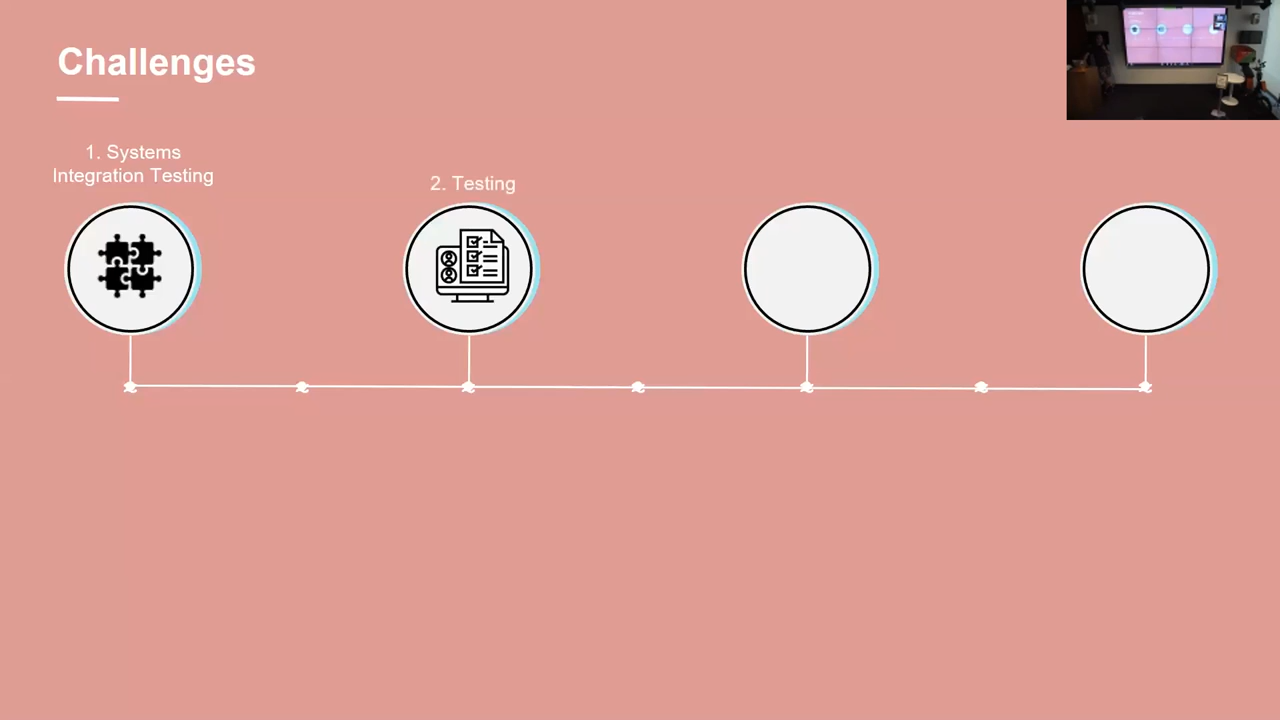 Challenges
1. Systems
Integration Testing
2. Testing